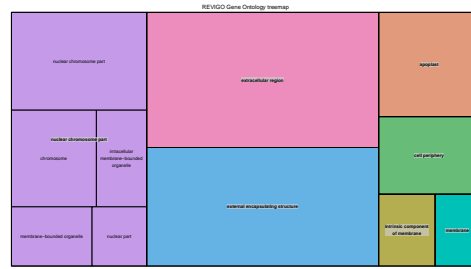 REVIGO Gene Ontology treemap
nuclear chromosome part
extracellular region
apoplast
nuclear chromosome part
chromosome
intracellular
membrane−bounded
organelle
cell periphery
external encapsulating structure
membrane−bounded organelle
nuclear part
intrinsic component
of membrane
membrane